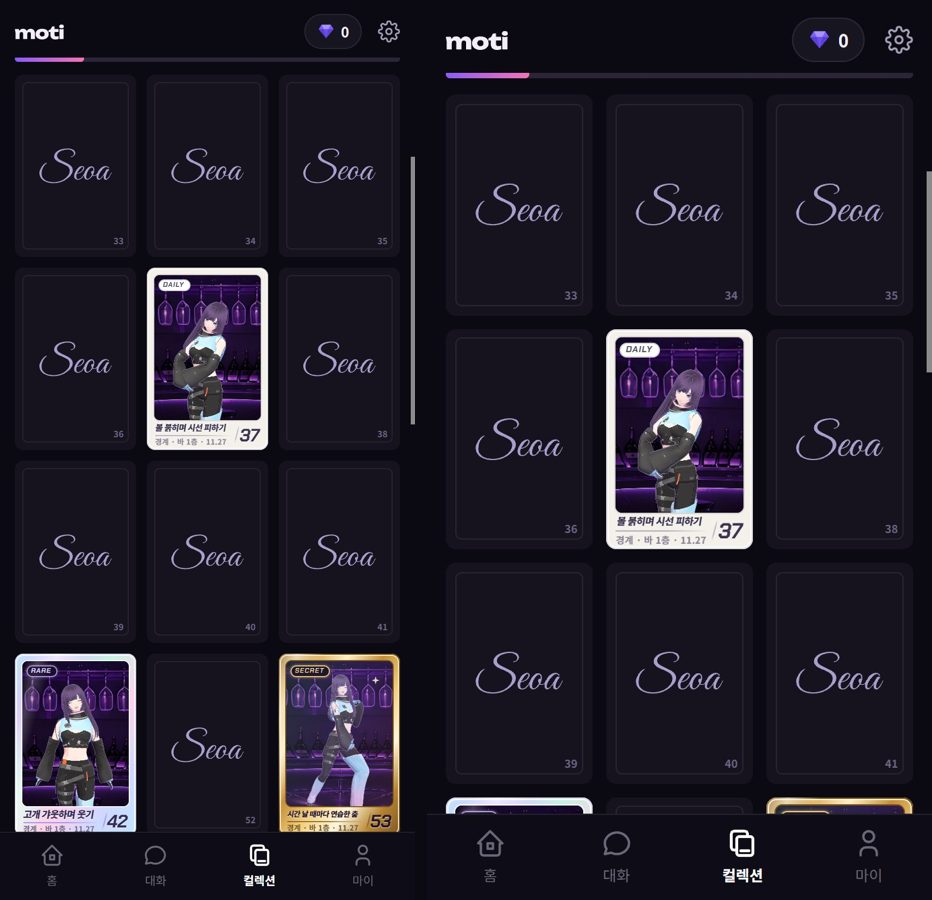 moti
0
Seoa
33
Seoa
34
Seoa
35
Seoa
36
DAILY
볼 붉히며 시선 피하기
경계 · 바 1층 · 11.27
37
Seoa
38
Seoa
39
Seoa
40
Seoa
41
RARE
고개 갸웃하며 웃기
경계 · 바 1층 · 11.27
42
Seoa
52
SECRET
시간 날 때마다 연습한 춤
경계 · 바 1층 · 11.27
53
홈
대화
컬렉션
마이
moti
0
Seoa
33
Seoa
34
Seoa
35
Seoa
36
DAILY
볼 붉히며 시선 피하기
경계 · 바 1층 · 11.27
37
Seoa
38
Seoa
39
Seoa
40
Seoa
41
홈
대화
컬렉션
마이